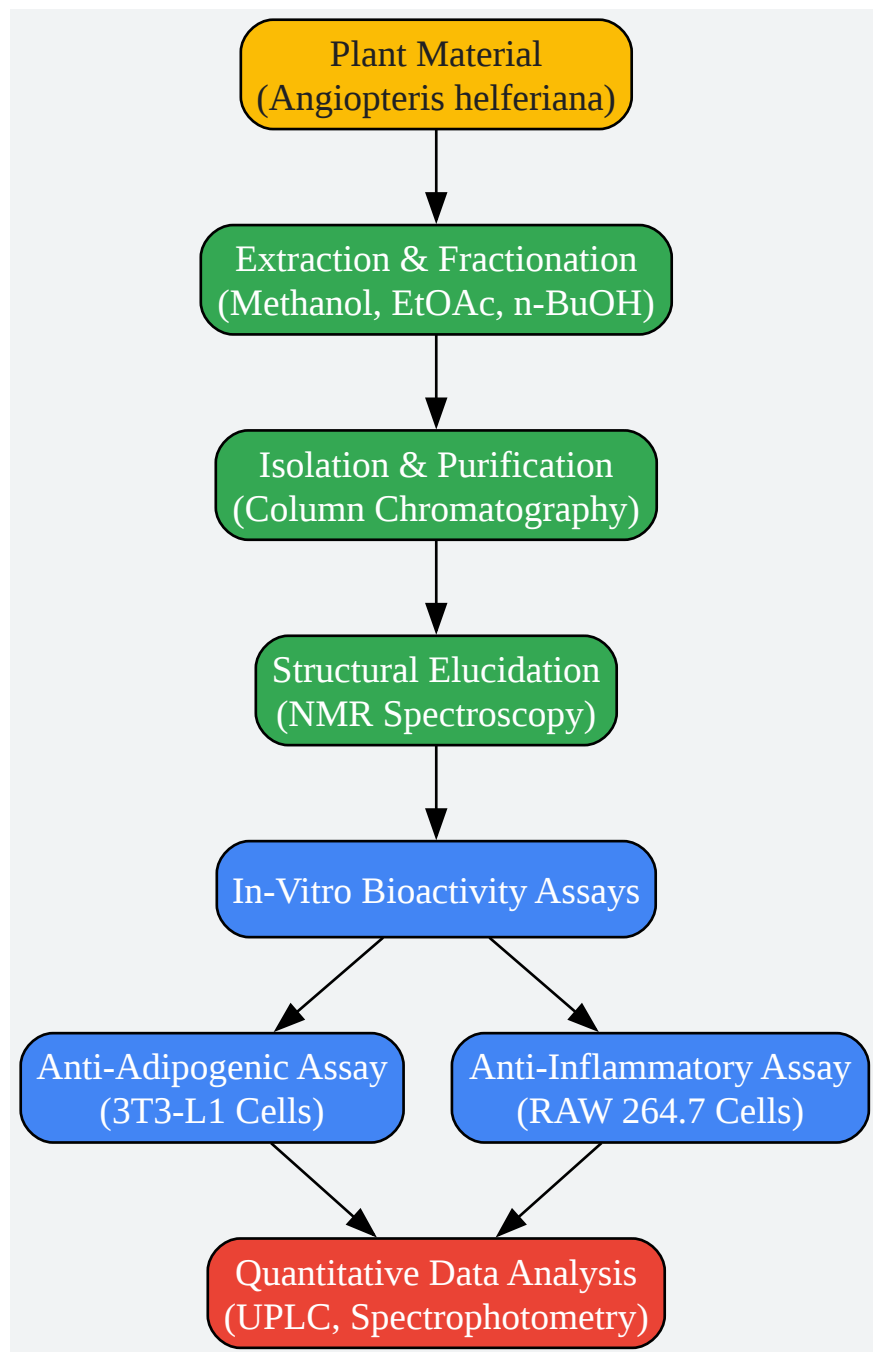 Plant Material
(Angiopteris helferiana)
Extraction & Fractionation
(Methanol, EtOAc, n-BuOH)
Isolation & Purification
(Column Chromatography)
Structural Elucidation
(NMR Spectroscopy)
In-Vitro Bioactivity Assays
Anti-Adipogenic Assay
(3T3-L1 Cells)
Anti-Inflammatory Assay
(RAW 264.7 Cells)
Quantitative Data Analysis
(UPLC, Spectrophotometry)